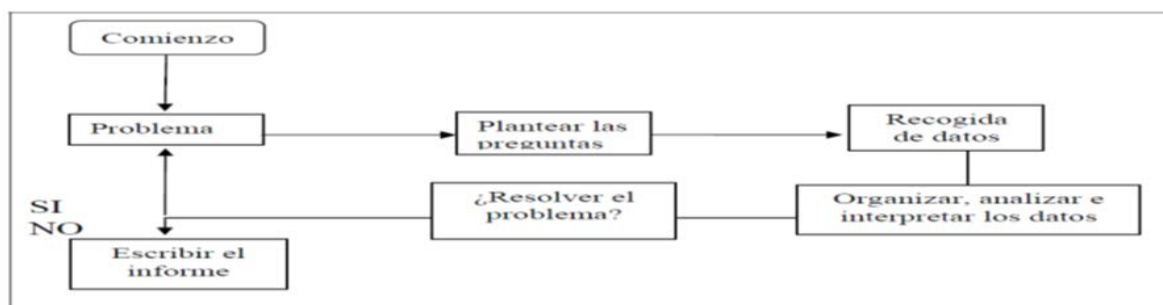 Comienzo
Problema
Plantear las
preguntas
Recogida
de datos
¿Resolver el
problema?
Organizar, analizar e
interpretar los datos
SI
NO
Escribir el
informe